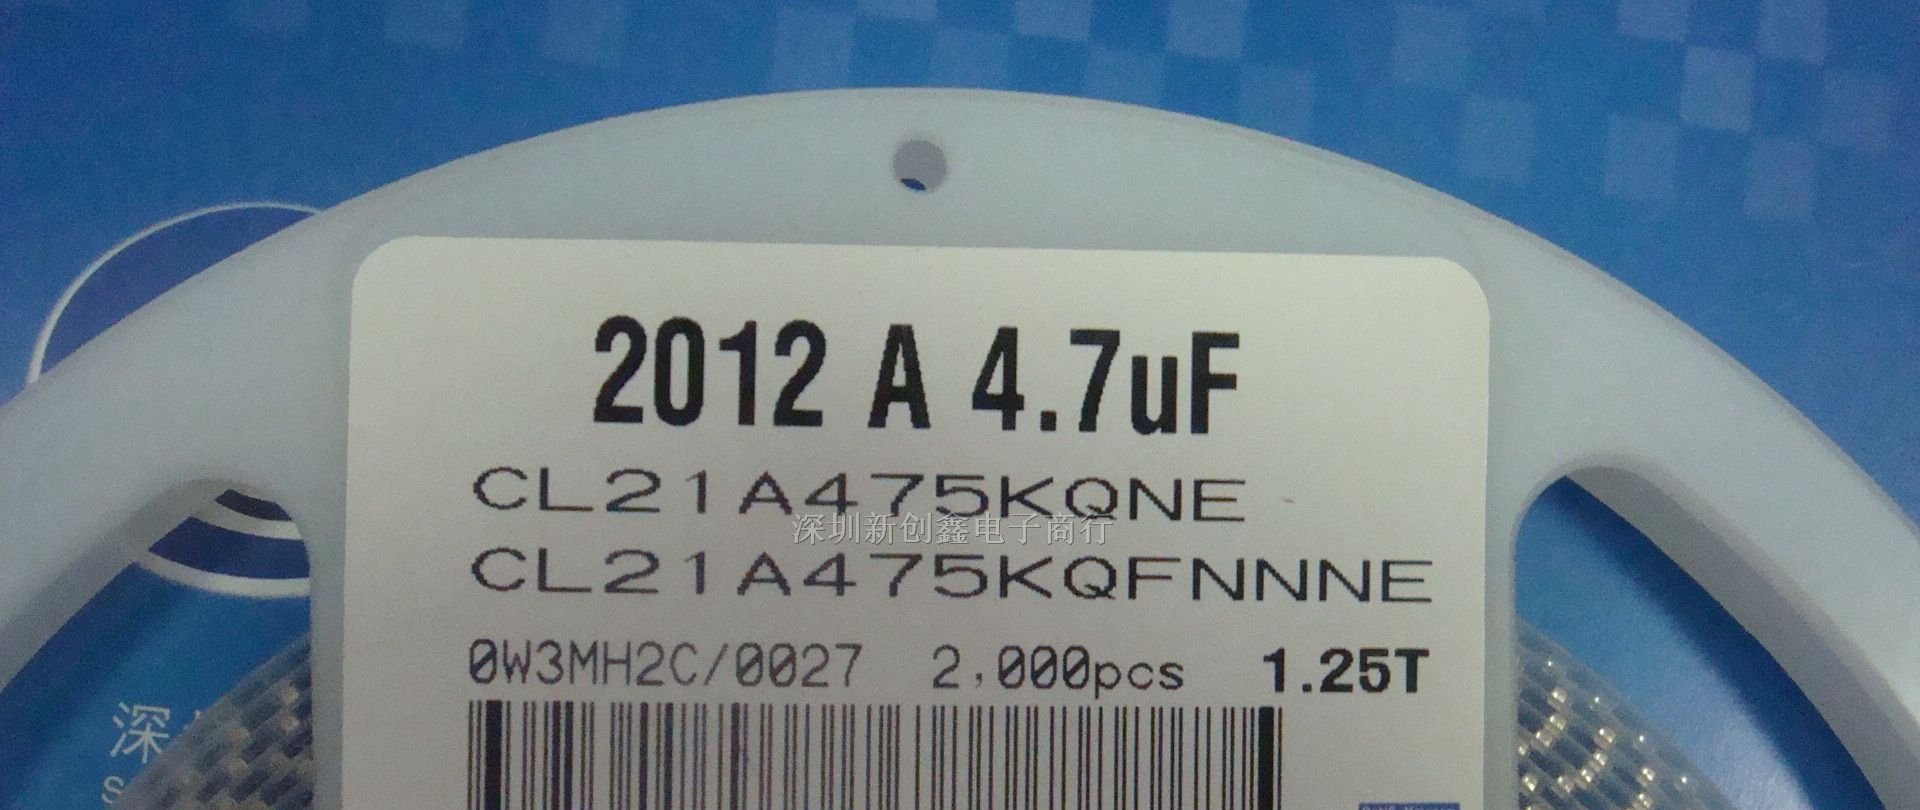 2012 A 4.7uF
CL21A475KQNE
深圳新创鑫电子商行
CL21A475KQFNNNE
0W3MH2C/0027 2,000pcs 1.25T
深
S